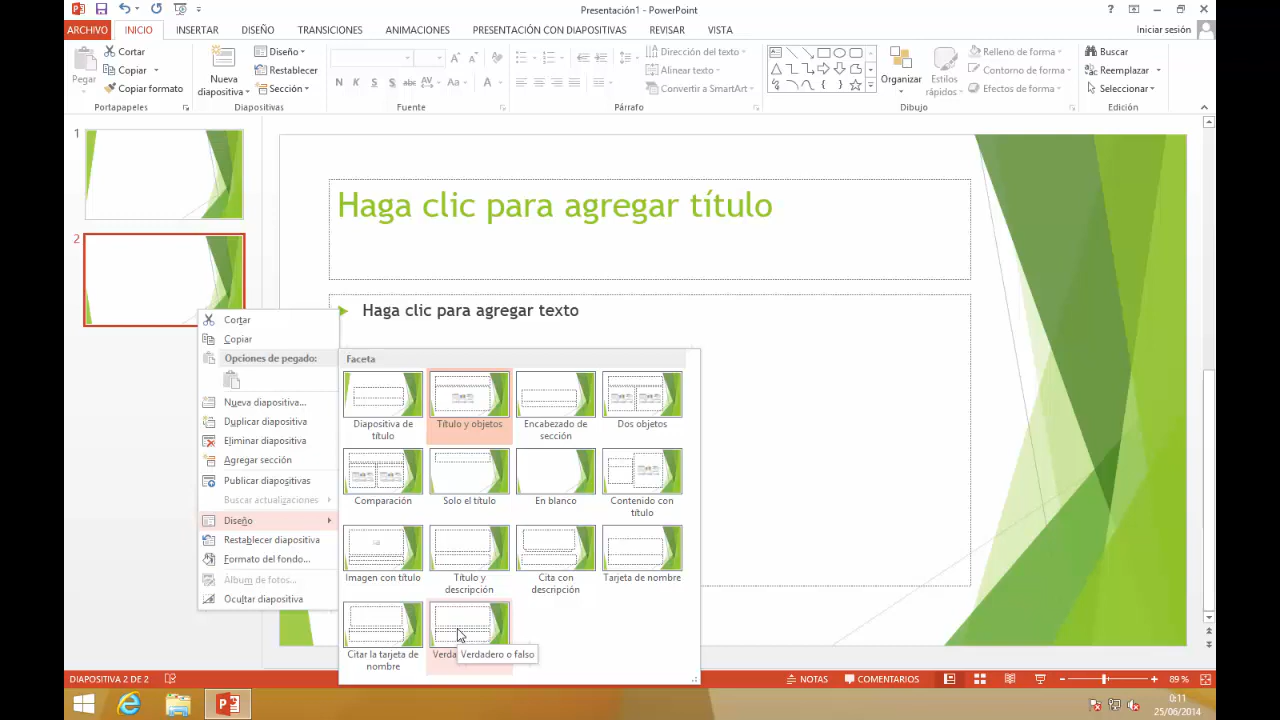 Presentación1 - PowerPoint
?
ARCHIVO INICIO INSERTAR DISEÑO TRANSICIONES ANIMACIONES PRESENTACIÓN CON DIAPOSITIVAS REVISAR VISTA Iniciar sesión
Pegar
Cortar
Copiar
Copiar formato
Portapapeles
Nueva
diapositiva
Diseño
Restablecer
Sección
Diapositivas
N K S S abc AV Aa A
Fuente
Dirección del texto
Alinear texto
Convertir a SmartArt
Párrafo
Organizar
Estilos
rápidos
Relleno de forma
Contorno de forma
Efectos de forma
Dibujo
Buscar
Reemplazar
Seleccionar
Edición
1
2
Haga clic para agregar título
Haga clic para agregar texto
Cortar
Copiar
Opciones de pegado:
Nueva diapositiva...
Duplicar diapositiva
Eliminar diapositiva
Agregar sección
Publicar diapositivas
Buscar actualizaciones
Diseño
Restablecer diapositiva
Formato del fondo...
Álbum de fotos...
Ocultar diapositiva
Faceta
Diapositiva de
título
Título y objetos
Encabezado de
sección
Dos objetos
Comparación
Solo el título
En blanco
Contenido con
título
Imagen con título
Título y
descripción
Cita con
descripción
Tarjeta de nombre
Citar la tarjeta de
nombre
Verda
Verdadero o falso
DIAPOSITIVA 2 DE 2
NOTAS
COMENTARIOS
89 %
0:11
25/06/2014